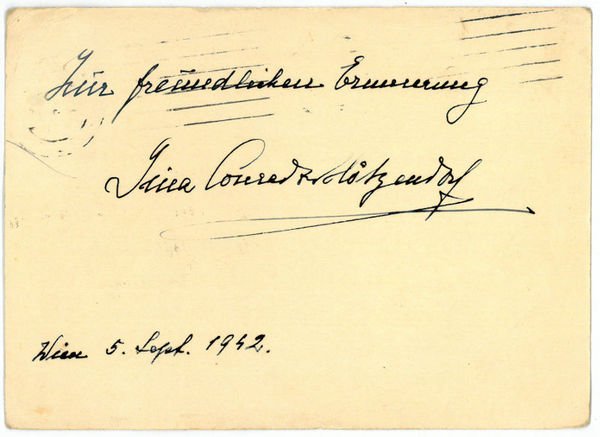 Zur freundlichen Erinnerung
Gina Conrad v Hötzendorf
Wien 5. Sept. 1942.